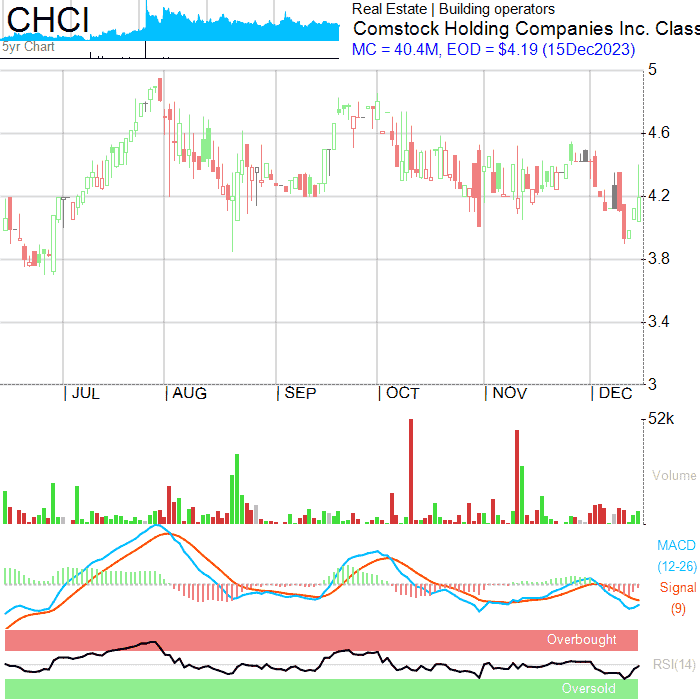 CHCI
5yr Chart
Real Estate | Building operators
Comstock Holding Companies Inc. Class
MC = 40.4M, EOD = $4.19 (15Dec2023)
5
4.6
4.2
3.8
3.4
3
| JUL | AUG | SEP | OCT | NOV | DEC
52k
Volume
MACD
(12-26)
Signal
(9)
Overbought
RSI(14)
Oversold